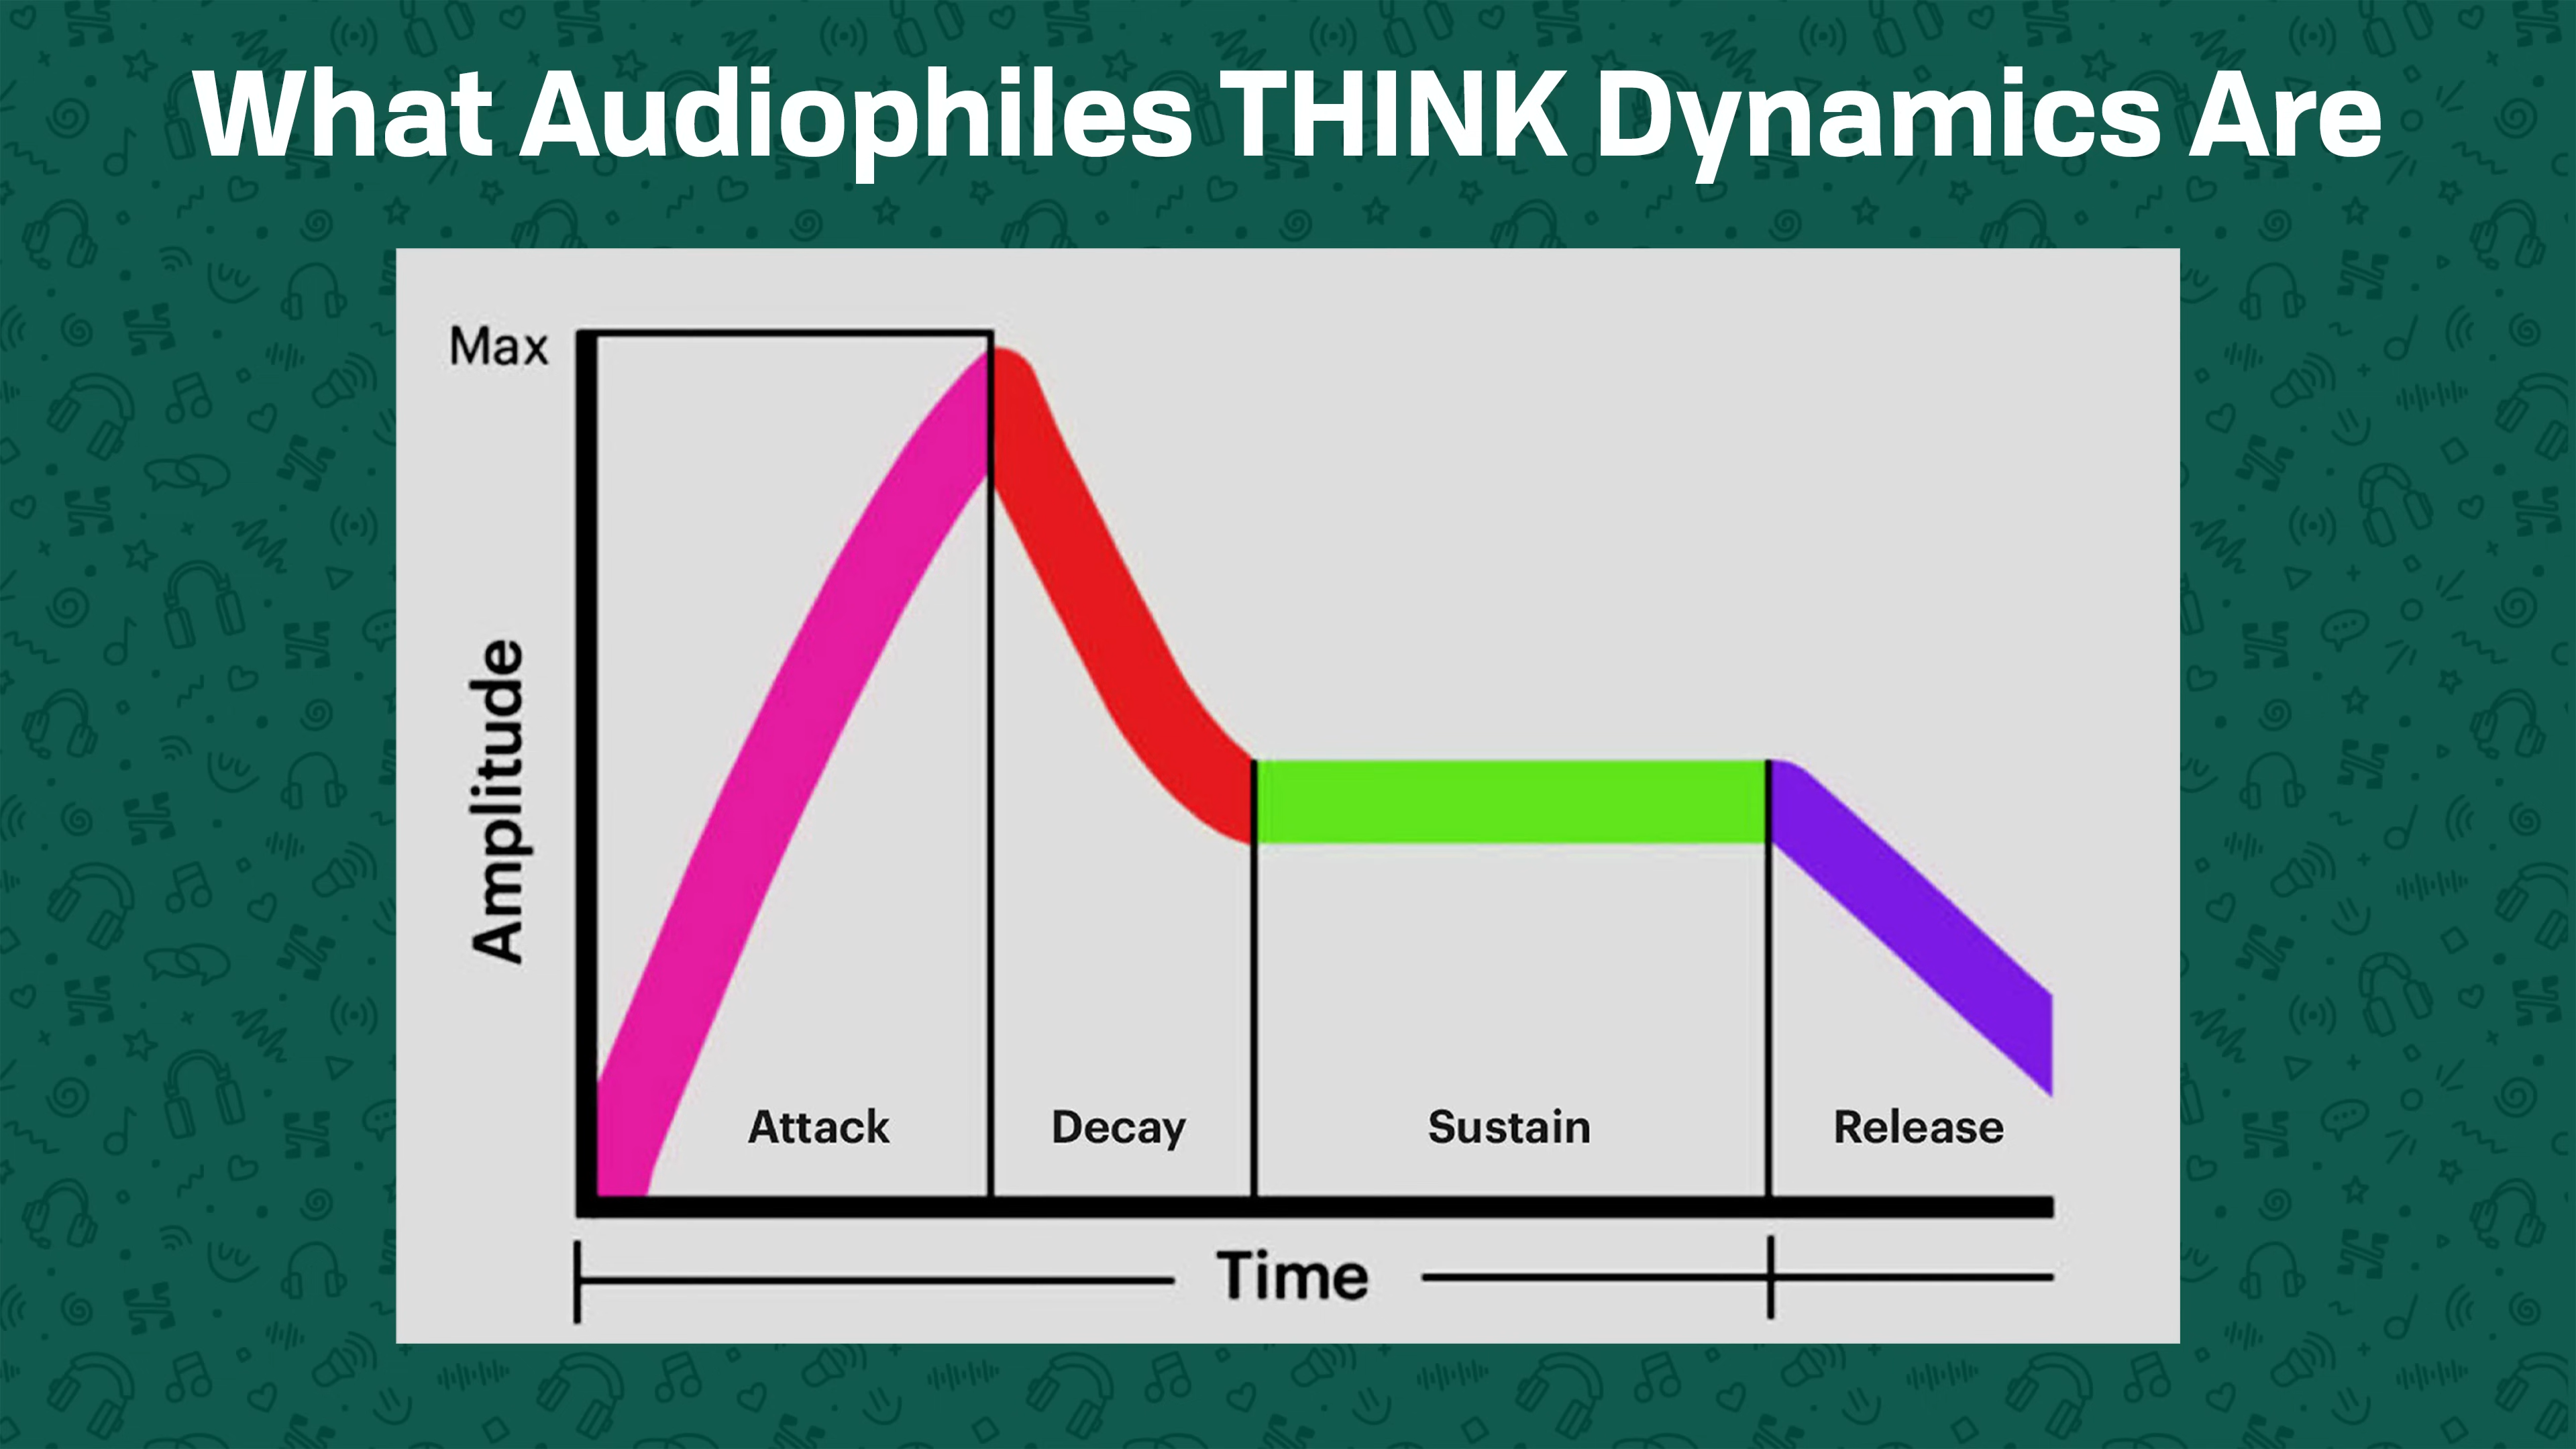 What Audiophiles THINK Dynamics Are
Max
Amplitude
Attack Decay Sustain Release
Time